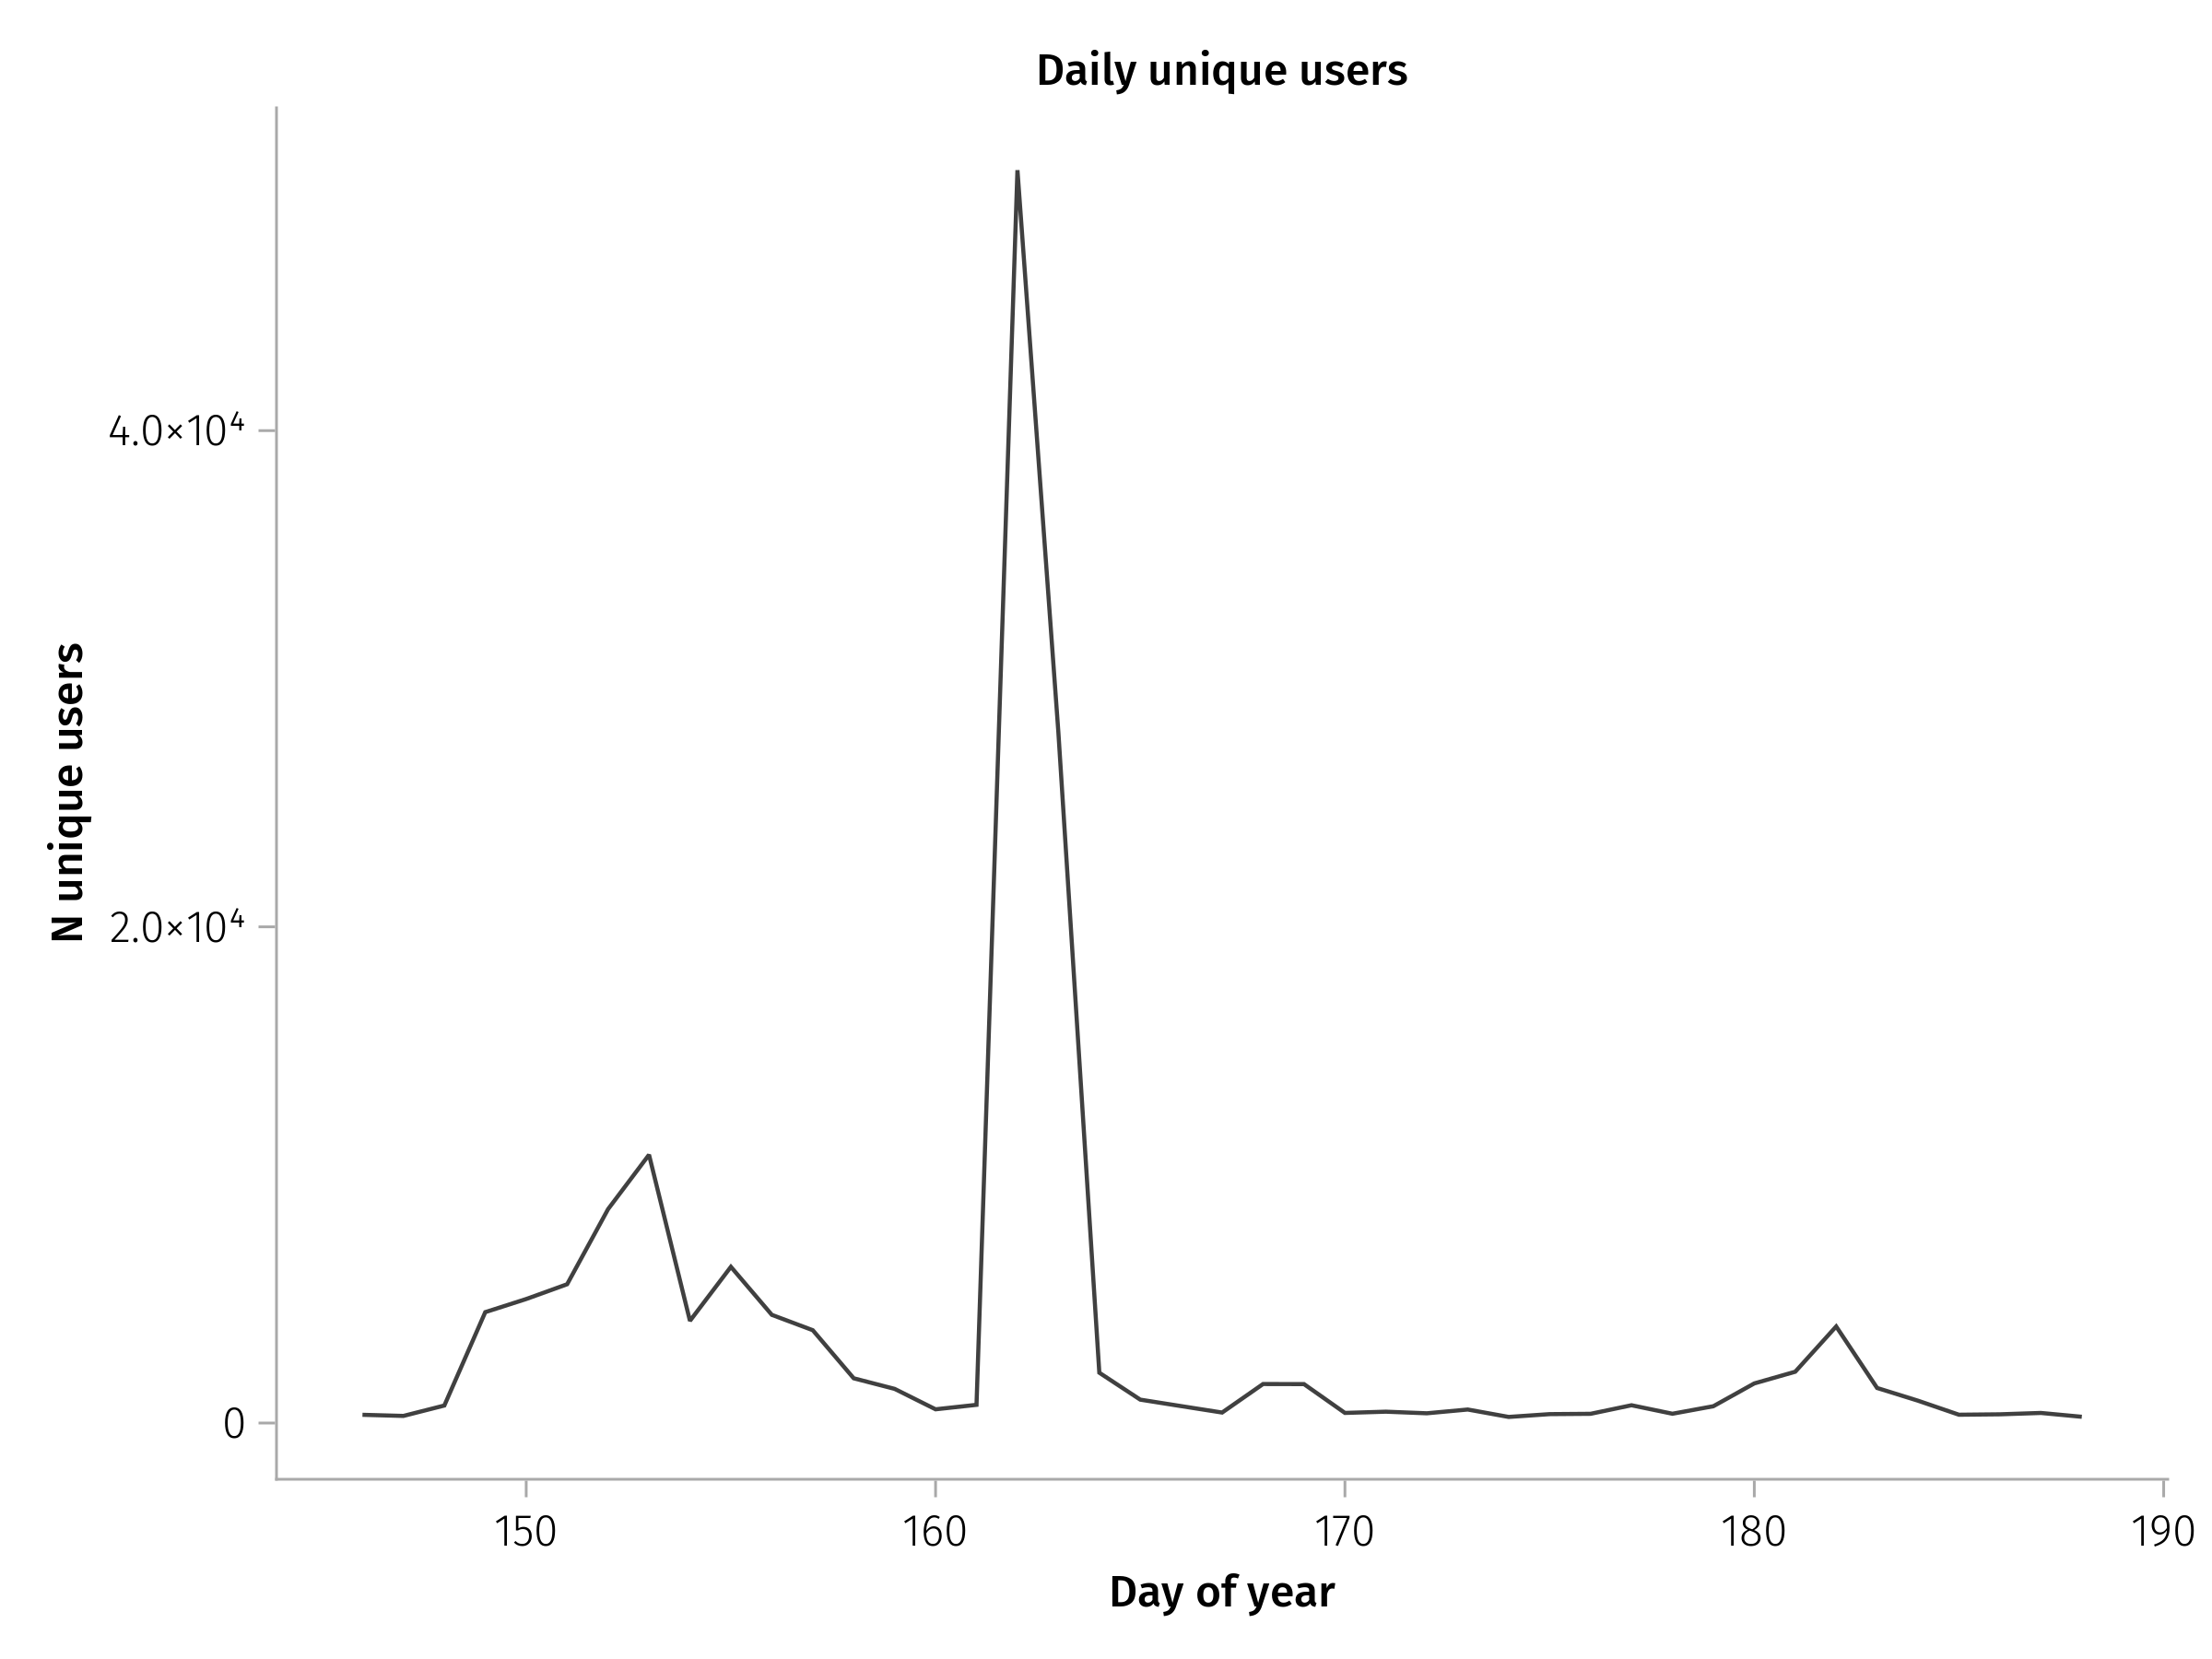 Daily unique users
4.0×10⁴
2.0×10⁴
0
N unique users
150 160 170 180 190
Day of year